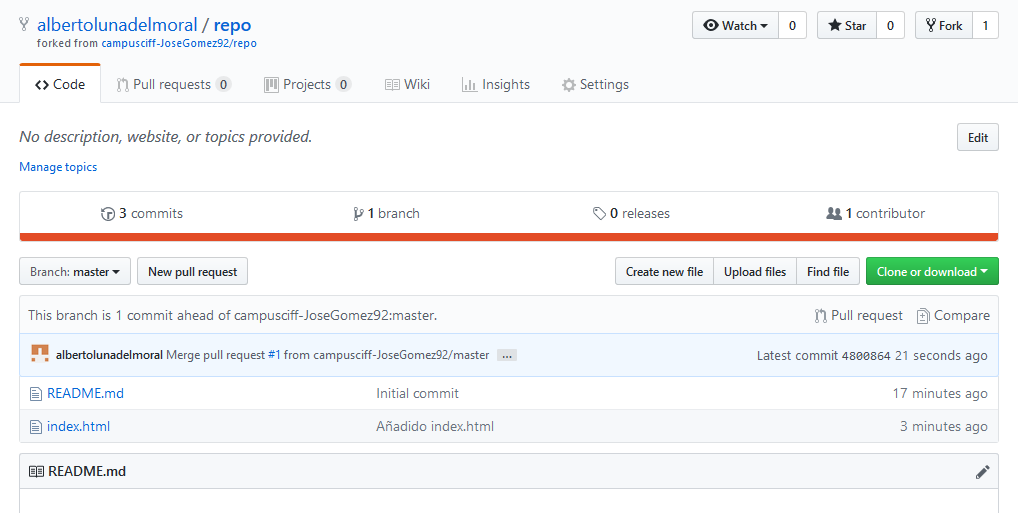 albertolunadelmoral / repo
Watch 0 Star 0 Fork 1
forked from campusciff-JoseGomez92/repo
Code Pull requests 0 Projects 0 Wiki Insights Settings
No description, website, or topics provided.
Edit
Manage topics
3 commits 1 branch 0 releases 1 contributor
Branch: master New pull request Create new file Upload files Find file Clone or download
This branch is 1 commit ahead of campusciff-JoseGomez92:master. Pull request Compare
albertolunadelmoral Merge pull request #1 from campusciff-JoseGomez92/master ... Latest commit 4800864 21 seconds ago
README.md Initial commit 17 minutes ago
index.html Añadido index.html 3 minutes ago
README.md